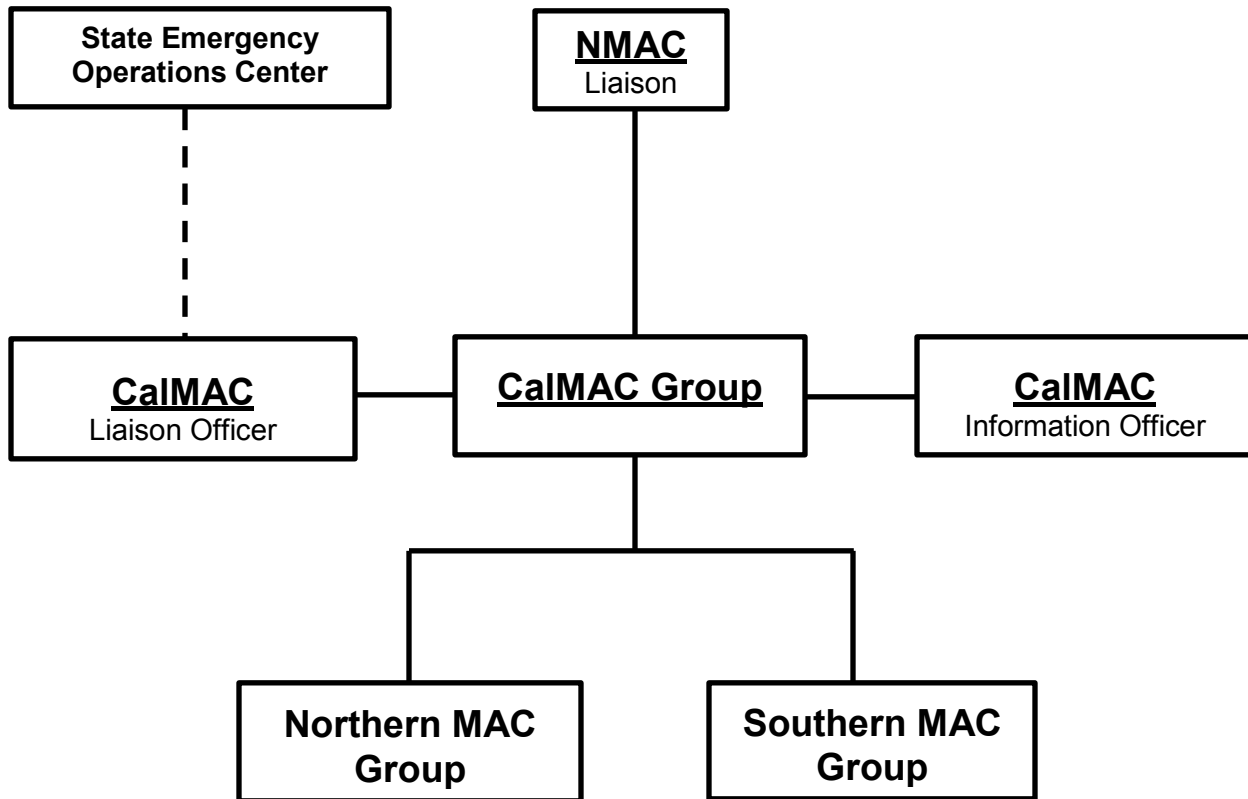 State Emergency
Operations Center
NMAC
Liaison
CalMAC
Liaison Officer
CalMAC Group
CalMAC
Information Officer
Northern MAC
Group
Southern MAC
Group